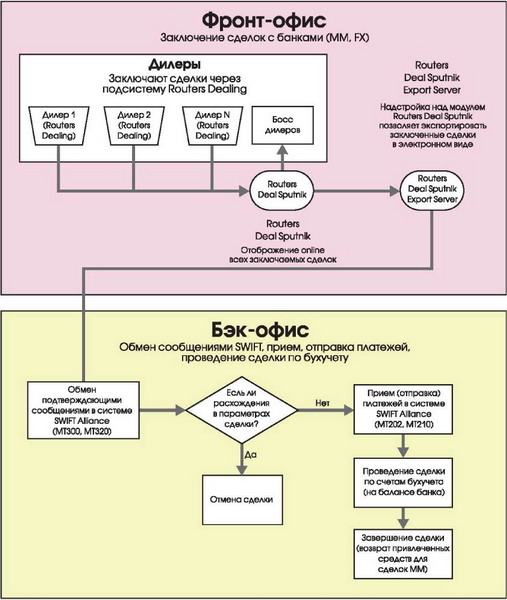 Фронт-офис
Заключение сделок с банками (MM, FX)
Дилеры
Заключают сделки через
подсистему Routers Dealing
Дилер 1
(Routers
Dealing)
Дилер 2
(Routers
Dealing)
Дилер N
(Routers
Dealing)
Босс
дилеров
Routers
Deal Sputnik
Export Server
Надстройка над модулем
Routers Deal Sputnik
позволяет экспортировать
заключенные сделки
в электронном виде
Routers
Deal Sputnik
Routers
Deal Sputnik
Export Server
Routers
Deal Sputnik
Отображение online
всех заключаемых сделок
Бэк-офис
Обмен сообщениями SWIFT, прием, отправка платежей,
проведение сделки по бухучету
Обмен
подтверждающими
сообщениями в системе
SWIFT Alliance
(MT300, MT320)
Есть ли
расхождения
в параметрах
сделки?
Нет
Прием (отправка)
платежей в системе
SWIFT Alliance
(MT202, MT210)
Да
Отмена сделки
Проведение сделки
по счетам бухучета
(на балансе банка)
Завершение сделки
(возврат привлеченных
средств для
сделок MM)